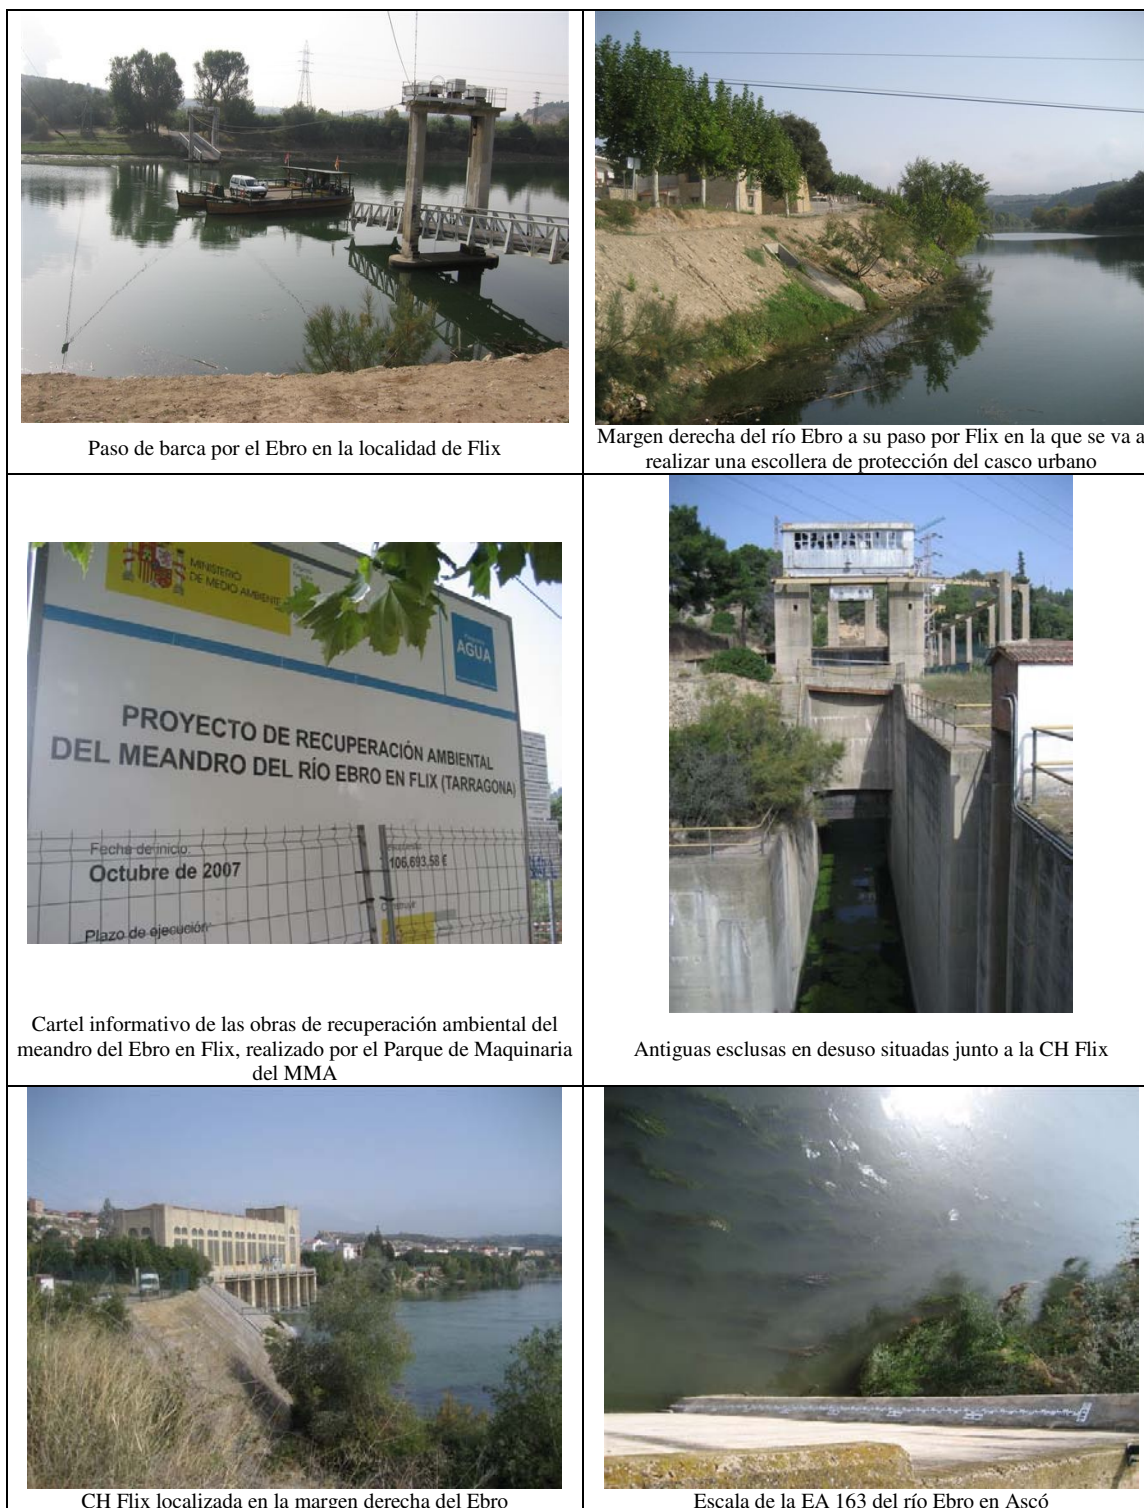 Paso de barca por el Ebro en la localidad de Flix
Margen derecha del río Ebro a su paso por Flix en la que se va a
realizar una escollera de protección del casco urbano
MINISTERIO
DE MEDIO AMBIENTE
AGUA
PROYECTO DE RECUPERACIÓN AMBIENTAL
DEL MEANDRO DEL RÍO EBRO EN FLIX (TARRAGONA)
Fecha de inicio:
Octubre de 2007
106.693,58 €
Plazo de ejecución:
Cartel informativo de las obras de recuperación ambiental del
meandro del Ebro en Flix, realizado por el Parque de Maquinaria
del MMA
Antiguas esclusas en desuso situadas junto a la CH Flix
CH Flix localizada en la margen derecha del Ebro
Escala de la EA 163 del río Ebro en Ascó